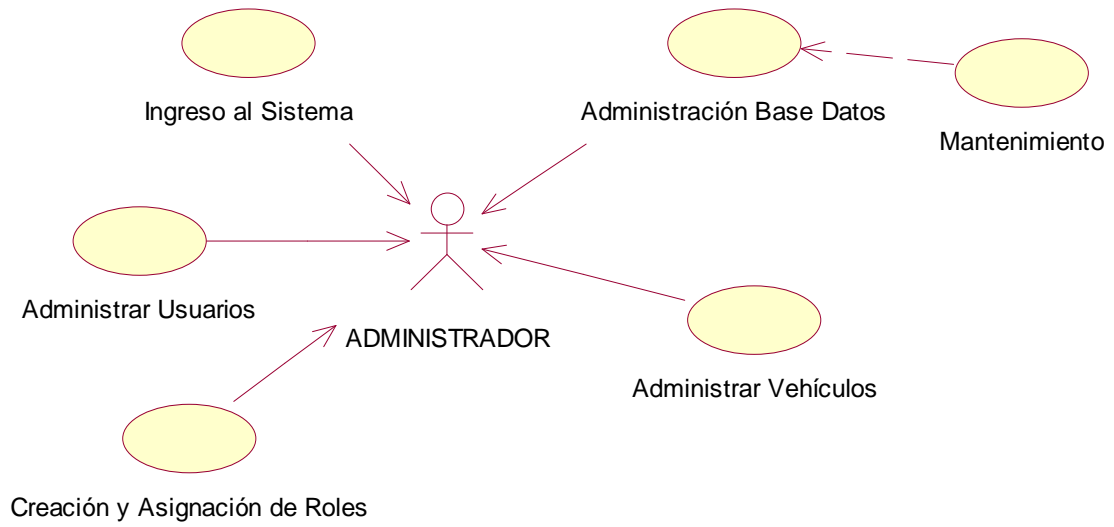 Ingreso al Sistema
Administración Base Datos
Mantenimiento
Administrar Usuarios
ADMINISTRADOR
Administrar Vehículos
Creación y Asignación de Roles